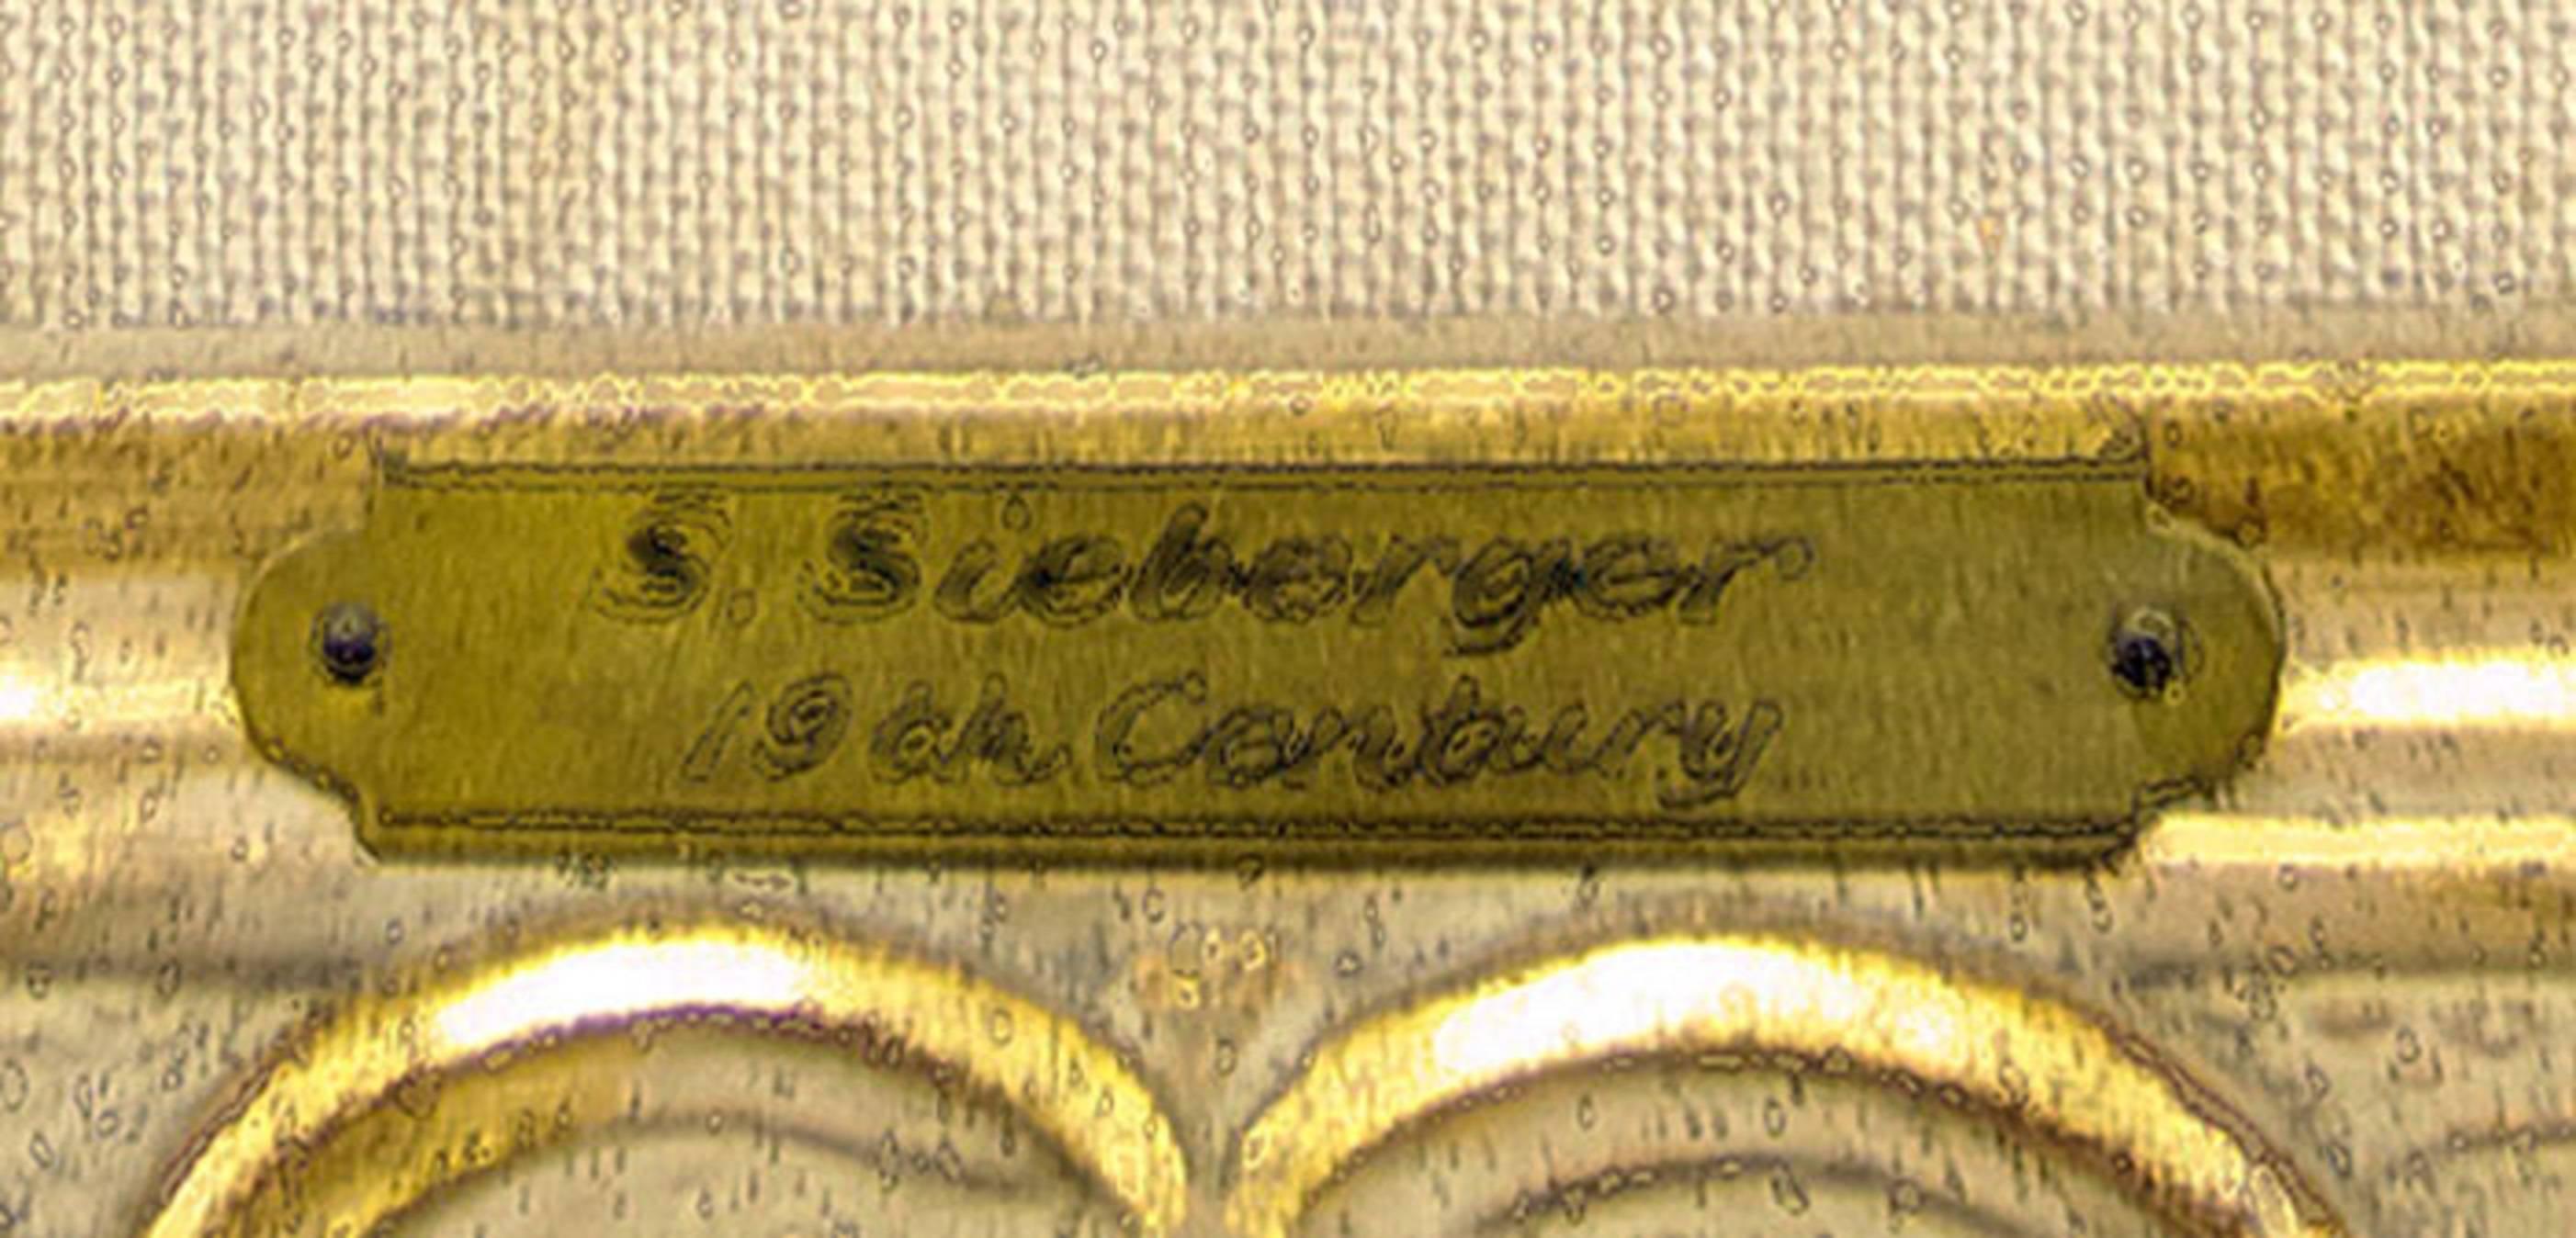 S. Sieberger
19th Century